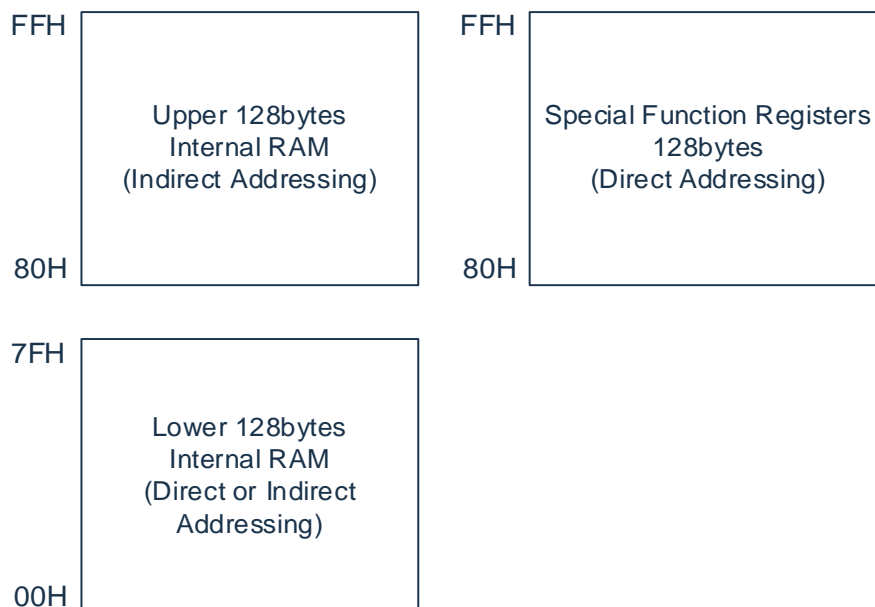 FFH
Upper 128bytes
Internal RAM
(Indirect Addressing)
80H
FFH
Special Function Registers
128bytes
(Direct Addressing)
80H
7FH
Lower 128bytes
Internal RAM
(Direct or Indirect
Addressing)
00H